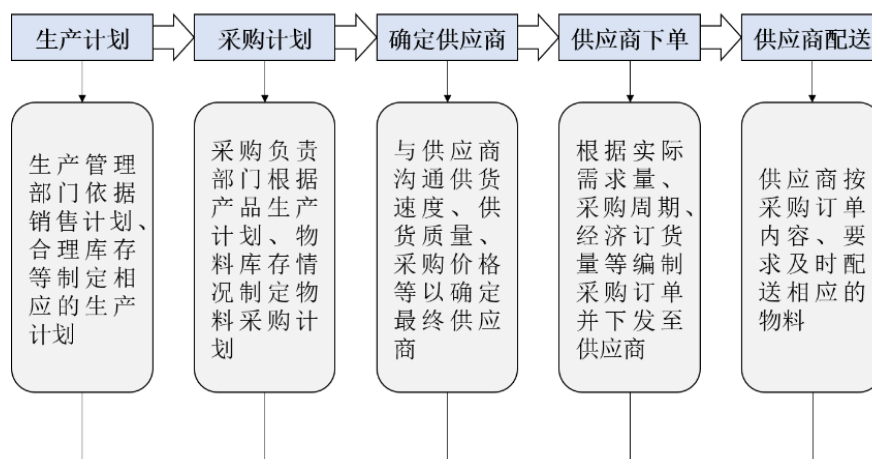 生产计划
采购计划
确定供应商
供应商下单
供应商配送
生产管理
部门依据
销售计划、
合理库存
等制定相
应的生产
计划
采购负责
部门根据
产品生产
计划、物
料库存情
况制定物
料采购计
划
与供应商
沟通供货
速度、供
货质量、
采购价格
等以确定
最终供应
商
根据实际
需求量、
采购周期、
经济订货
量等编制
采购订单
并下发至
供应商
供应商按
采购订单
内容、要
求及时配
送相应的
物料